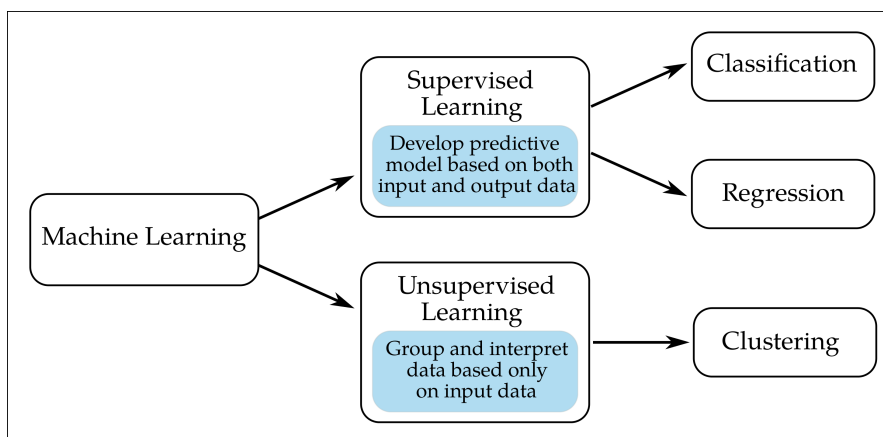 Machine Learning
Supervised
Learning
Develop predictive
model based on both
input and output data
Classification
Regression
Unsupervised
Learning
Group and interpret
data based only
on input data
Clustering